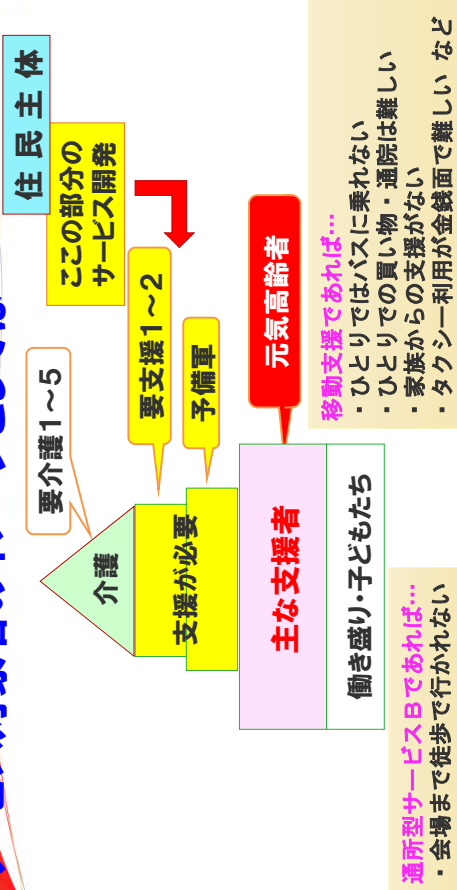 住民主体
ここの部分の
サービス開発
要介護1～5
要支援1～2
予備軍
元気高齢者
介護
支援が必要
主な支援者
働き盛り・子どもたち
移動支援であれば…
・ひとりではバスに乗れない
・ひとりでの買い物・通院は難しい
・家族からの支援がない
・タクシー利用が金銭面で難しい など
通所型サービスBであれば…
・会場まで徒歩で行かれない